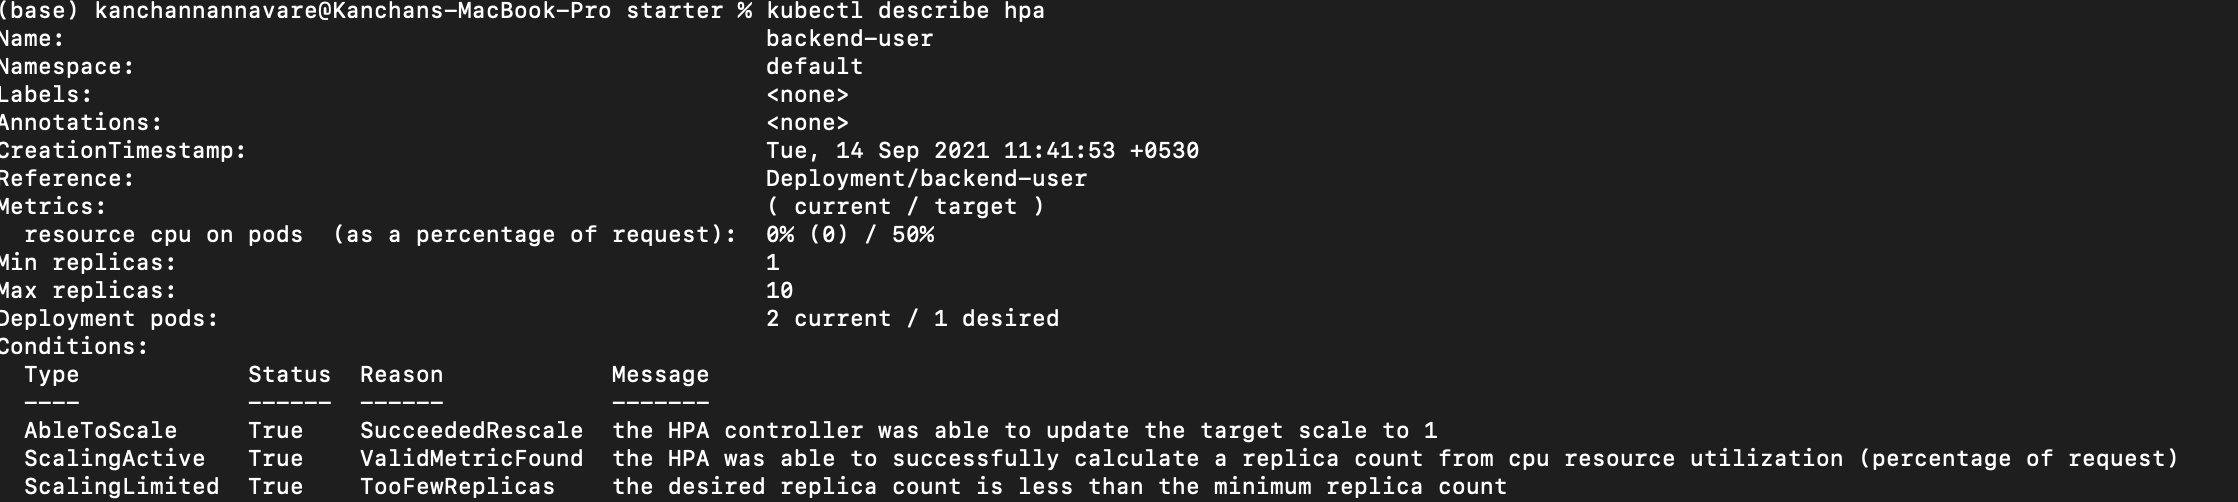 (base) kanchannannavare@Kanchans-MacBook-Pro starter % kubectl describe hpa
Name: backend-user
Namespace: default
Labels: <none>
Annotations: <none>
CreationTimestamp: Tue, 14 Sep 2021 11:41:53 +0530
Reference: Deployment/backend-user
Metrics: ( current / target )
resource cpu on pods (as a percentage of request): 0% (0) / 50%
Min replicas: 1
Max replicas: 10
Deployment pods: 2 current / 1 desired
Conditions:
Type Status Reason Message
---- ------ ------ -------
AbleToScale True SucceededRescale the HPA controller was able to update the target scale to 1
ScalingActive True ValidMetricFound the HPA was able to successfully calculate a replica count from cpu resource utilization (percentage of request)
ScalingLimited True TooFewReplicas the desired replica count is less than the minimum replica count